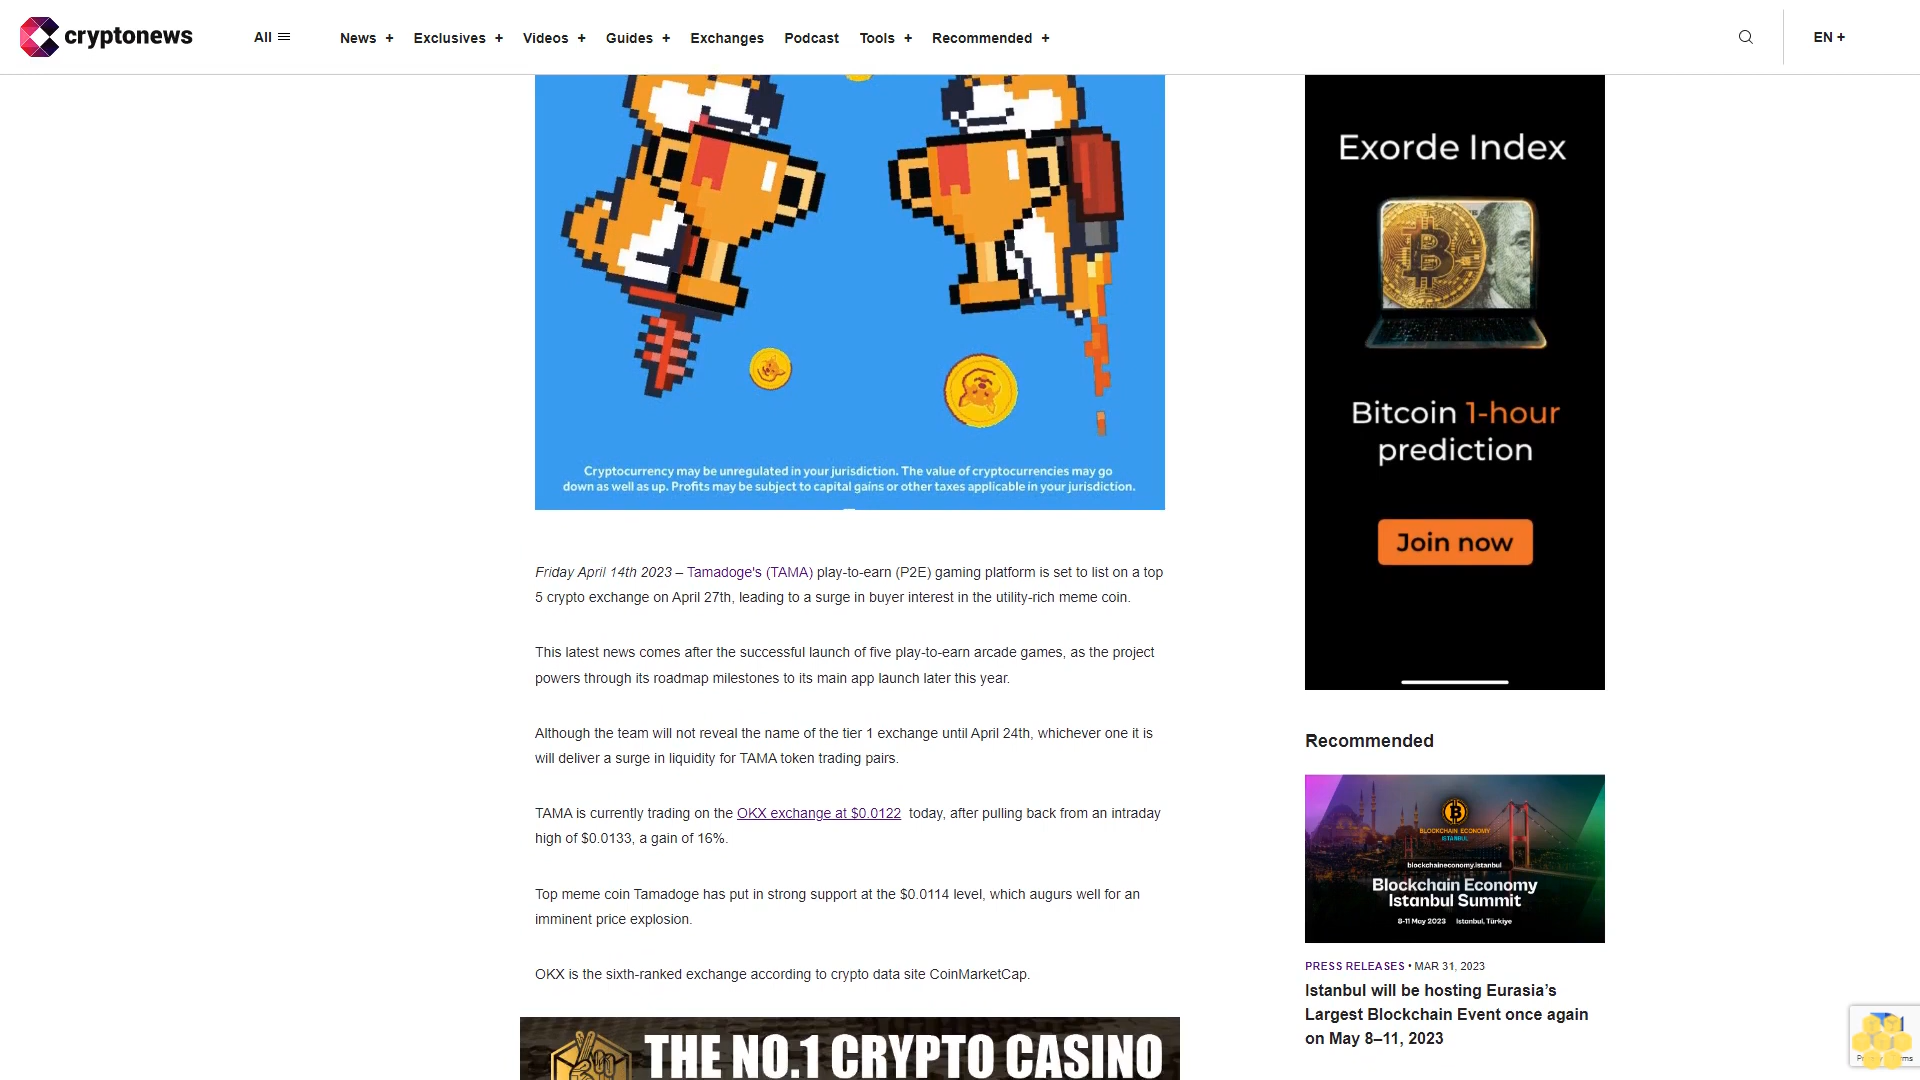 cryptonews
All
News +
Exclusives +
Videos +
Guides +
Exchanges
Podcast
Tools +
Recommended +
EN +
Cryptocurrency may be unregulated in your jurisdiction. The value of cryptocurrencies may go
down as well as up. Profits may be subject to capital gains or other taxes applicable in your jurisdiction.
Friday April 14th 2023 – Tamadoge's (TAMA) play-to-earn (P2E) gaming platform is set to list on a top
5 crypto exchange on April 27th, leading to a surge in buyer interest in the utility-rich meme coin.
This latest news comes after the successful launch of five play-to-earn arcade games, as the project
powers through its roadmap milestones to its main app launch later this year.
Although the team will not reveal the name of the tier 1 exchange until April 24th, whichever one it is
will deliver a surge in liquidity for TAMA token trading pairs.
TAMA is currently trading on the OKX exchange at $0.0122 today, after pulling back from an intraday
high of $0.0133, a gain of 16%.
Top meme coin Tamadoge has put in strong support at the $0.0114 level, which augurs well for an
imminent price explosion.
OKX is the sixth-ranked exchange according to crypto data site CoinMarketCap.
THE NO.1 CRYPTO CASINO
Exorde Index
Bitcoin 1-hour
prediction
Join now
Recommended
BLOCKCHAIN ECONOMY
ISTANBUL
blockchaineconomy.istanbul
Blockchain Economy
Istanbul Summit
8-11 May 2023 Istanbul, Türkiye
PRESS RELEASES • MAR 31, 2023
Istanbul will be hosting Eurasia’s
Largest Blockchain Event once again
on May 8–11, 2023